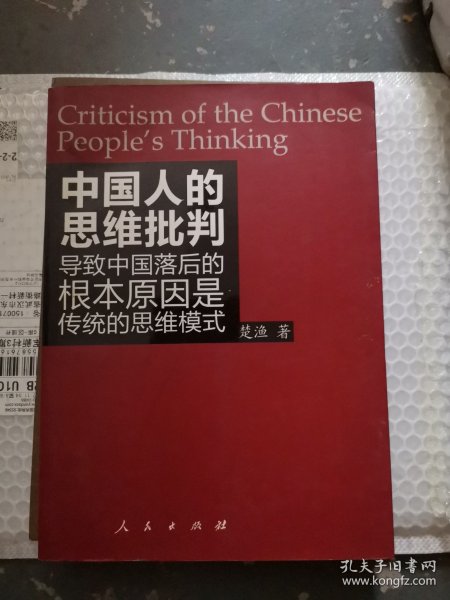 Criticism of the Chinese
People's Thinking
中国人的
思维批判
导致中国落后的
根本原因是
传统的思维模式
楚渔 著
人民出版社
孔夫子旧书网
www.kongfz.com